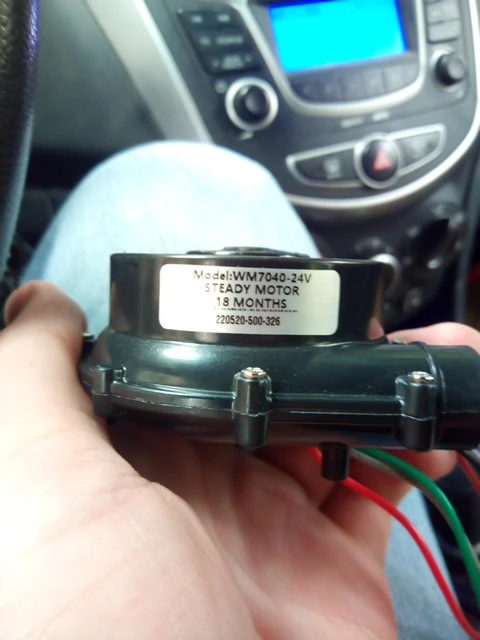 Model:WM7040-24V
STEADY MOTOR
18 MONTHS
220520-500-326